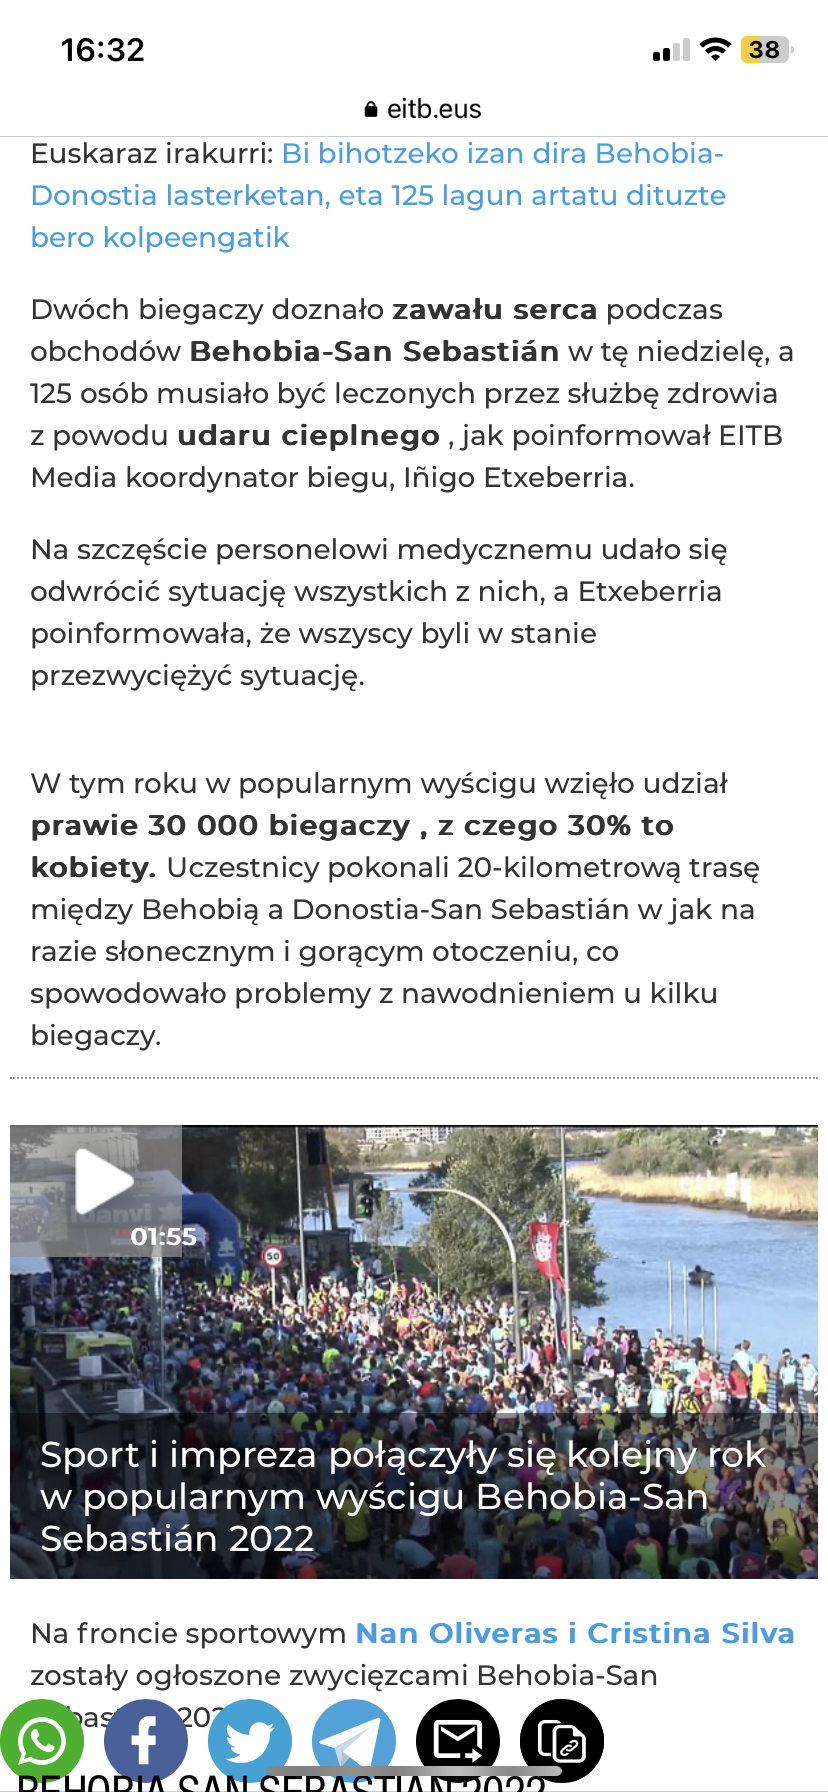 16:32
38
eitb.eus
Euskaraz irakurri: Bi bihotzeko izan dira Behobia-
Donostia lasterketan, eta 125 lagun artatu dituzte
bero kolpeengatik
Dwóch biegaczy doznało zawału serca podczas
obchodów Behobia-San Sebastián w tę niedzielę, a
125 osób musiało być leczonych przez służbę zdrowia
z powodu udaru cieplnego , jak poinformował EITB
Media koordynator biegu, Iñigo Etxeberria.
Na szczęście personelowi medycznemu udało się
odwrócić sytuację wszystkich z nich, a Etxeberria
poinformowała, że wszyscy byli w stanie
przezwyciężyć sytuację.
W tym roku w popularnym wyścigu wzięło udział
prawie 30 000 biegaczy , z czego 30% to
kobiety. Uczestnicy pokonali 20-kilometrową trasę
między Behobią a Donostia-San Sebastián w jak na
razie słonecznym i gorącym otoczeniu, co
spowodowało problemy z nawodnieniem u kilku
biegaczy.
01:55
50
Sport i impreza połączyły się kolejny rok
w popularnym wyścigu Behobia-San
Sebastián 2022
Na froncie sportowym Nan Oliveras i Cristina Silva
zostały ogłoszone zwycięzcami Behobia-San
BEHOBIA SAN SEBASTIAN 2022